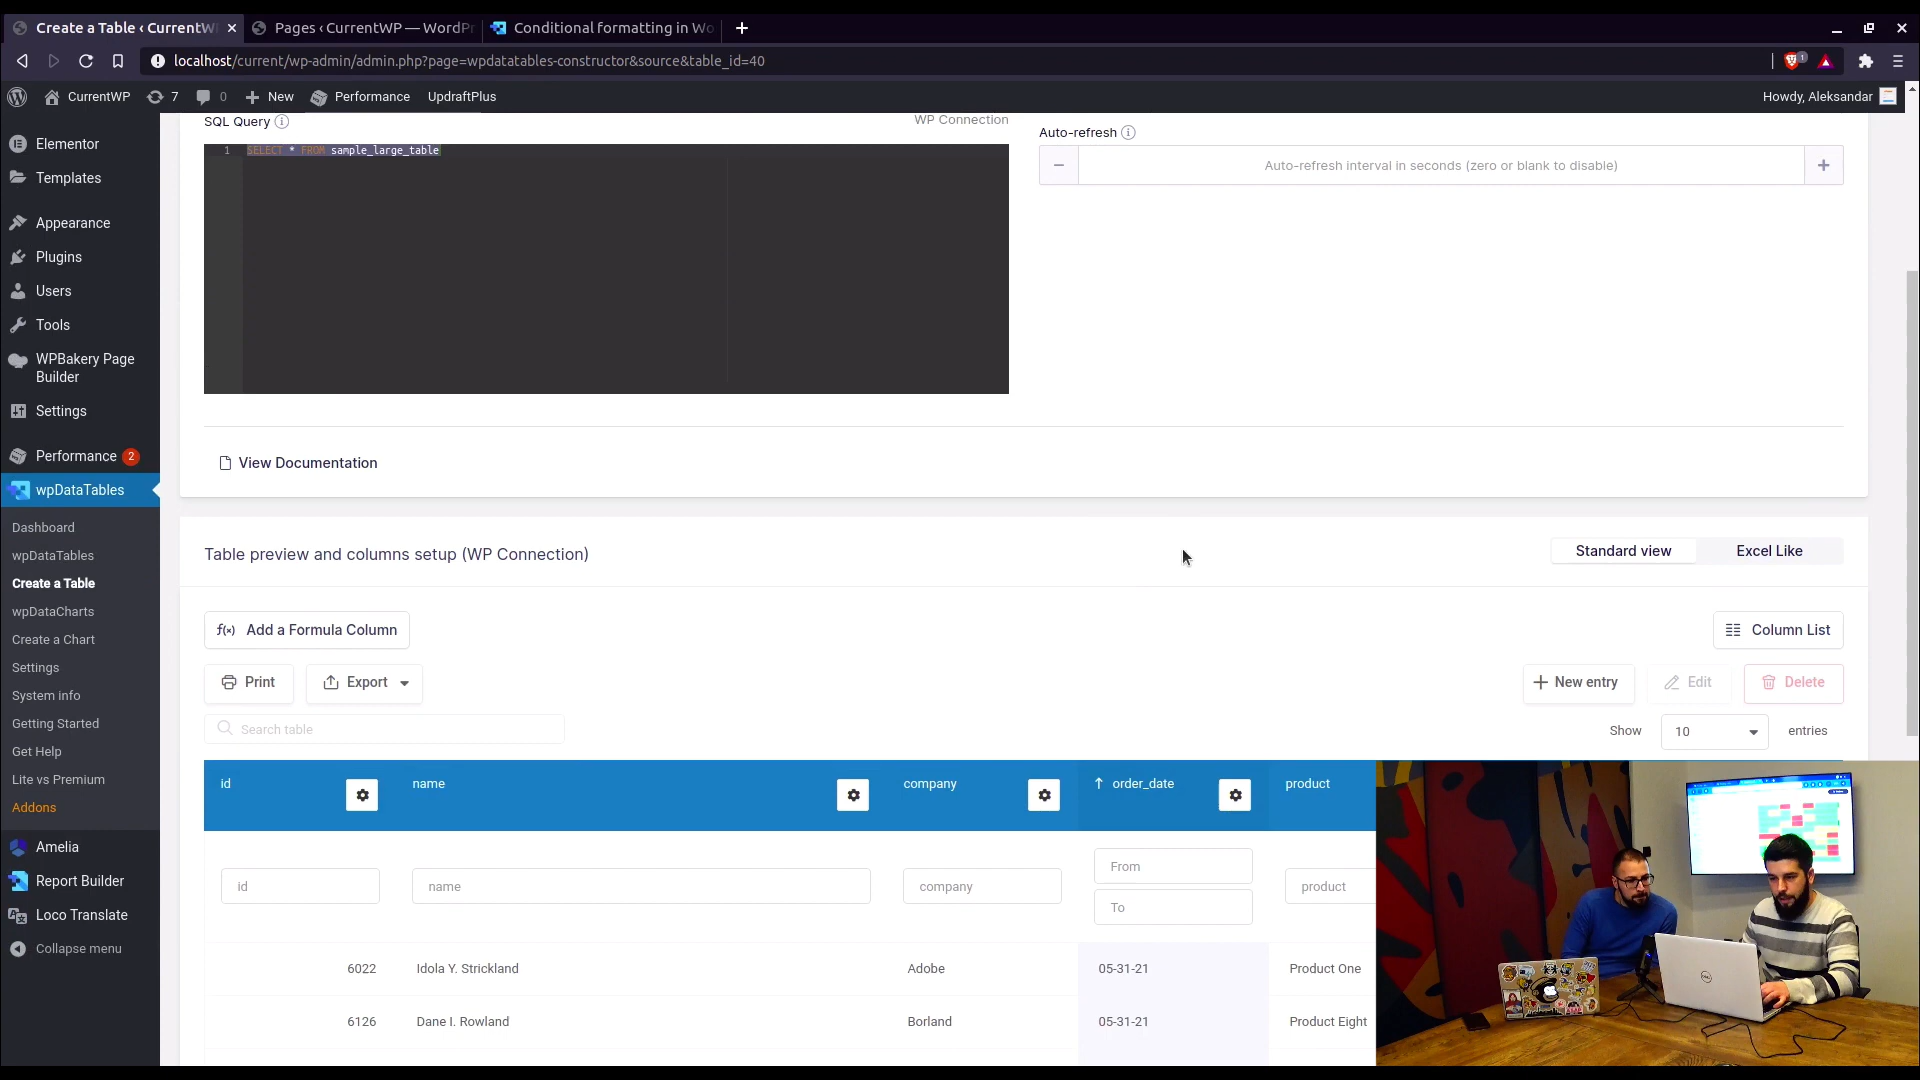 Create a Table ‹ CurrentW
Pages ‹ CurrentWP — WordPr
Conditional formatting in Wo
localhost/current/wp-admin/admin.php?page=wpdatatables-constructor&source&table_id=40
1
CurrentWP
7
0
New
Performance
UpdraftPlus
Howdy, Aleksandar
Elementor
Templates
Appearance
Plugins
Users
Tools
WPBakery Page
Builder
Settings
Performance 2
wpDataTables
Dashboard
wpDataTables
Create a Table
wpDataCharts
Create a Chart
Settings
System info
Getting Started
Get Help
Lite vs Premium
Addons
Amelia
Report Builder
Loco Translate
Collapse menu
SQL Query
WP Connection
1 SELECT * FROM sample_large_table
Auto-refresh
Auto-refresh interval in seconds (zero or blank to disable)
View Documentation
Table preview and columns setup (WP Connection)
Standard view
Excel Like
f(x) Add a Formula Column
Column List
Print
Export
New entry
Edit
Delete
Search table
Show 10 entries
id name company order_date product
id name company From product
To
6022 Idola Y. Strickland Adobe 05-31-21 Product One
6126 Dane I. Rowland Borland 05-31-21 Product Eight